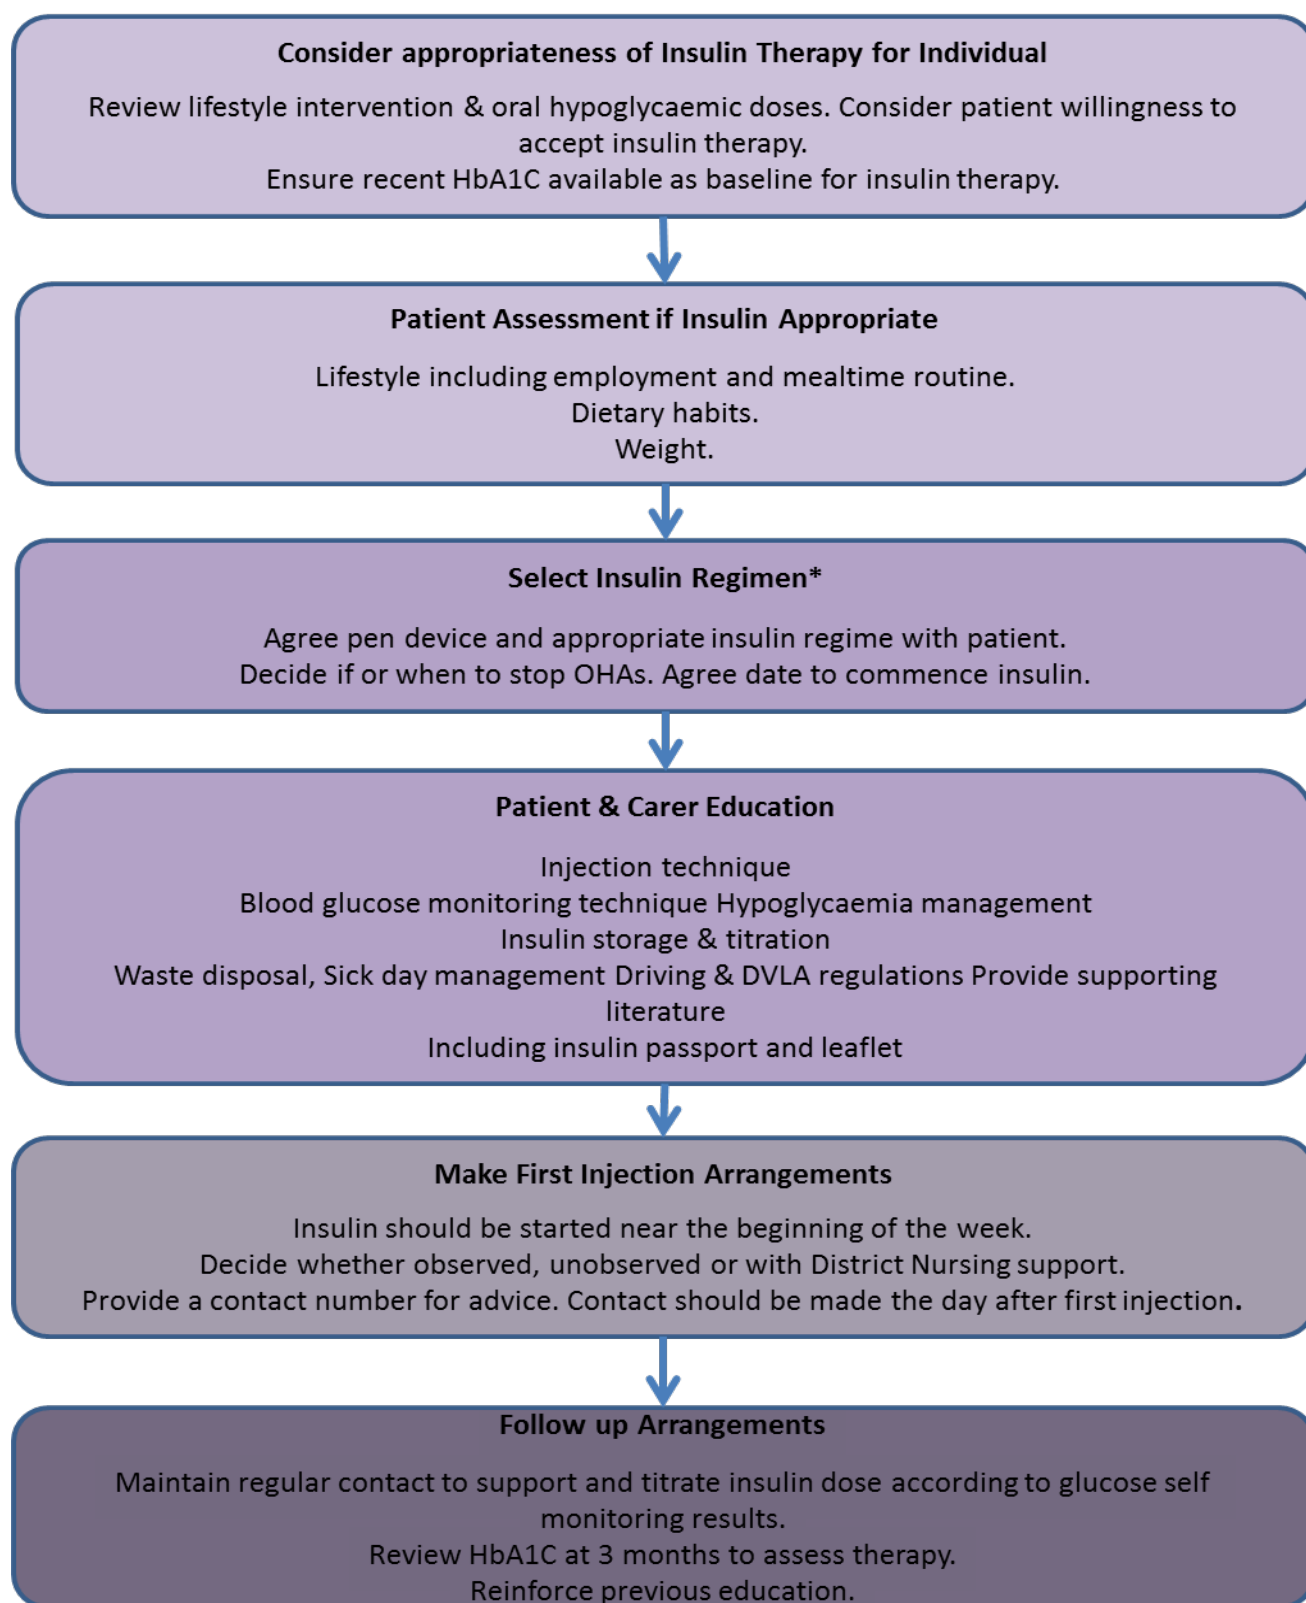 Consider appropriateness of Insulin Therapy for Individual
Review lifestyle intervention & oral hypoglycaemic doses. Consider patient willingness to
accept insulin therapy.
Ensure recent HbA1C available as baseline for insulin therapy.
Patient Assessment if Insulin Appropriate
Lifestyle including employment and mealtime routine.
Dietary habits.
Weight.
Select Insulin Regimen*
Agree pen device and appropriate insulin regime with patient.
Decide if or when to stop OHAs. Agree date to commence insulin.
Patient & Carer Education
Injection technique
Blood glucose monitoring technique Hypoglycaemia management
Insulin storage & titration
Waste disposal, Sick day management Driving & DVLA regulations Provide supporting
literature
Including insulin passport and leaflet
Make First Injection Arrangements
Insulin should be started near the beginning of the week.
Decide whether observed, unobserved or with District Nursing support.
Provide a contact number for advice. Contact should be made the day after first injection.
Follow up Arrangements
Maintain regular contact to support and titrate insulin dose according to glucose self
monitoring results.
Review HbA1C at 3 months to assess therapy.
Reinforce previous education.